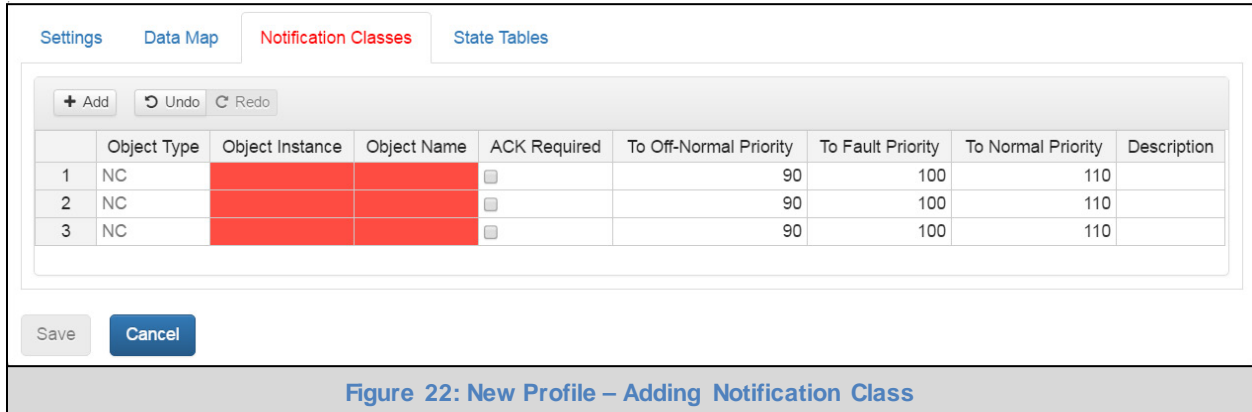 Settings Data Map Notification Classes State Tables
+ Add Undo Redo
Object Type Object Instance Object Name ACK Required To Off-Normal Priority To Fault Priority To Normal Priority Description
1 NC 90 100 110
2 NC 90 100 110
3 NC 90 100 110
Save Cancel
Figure 22: New Profile – Adding Notification Class